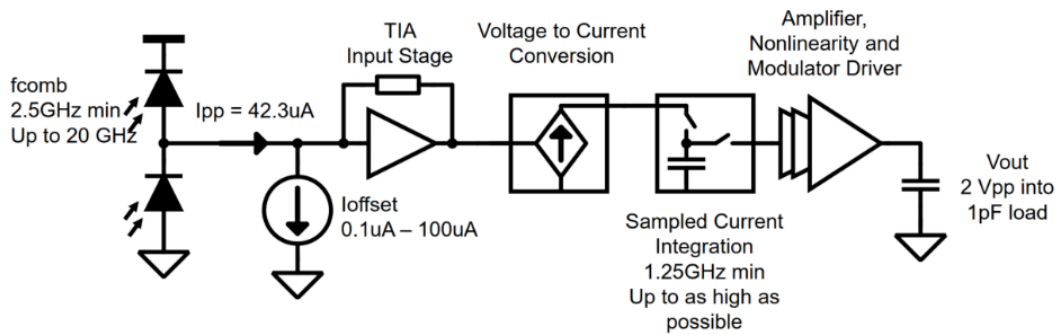 fcomb
2.5GHz min
Up to 20 GHz
Ipp = 42.3uA
Ioffset
0.1uA – 100uA
TIA
Input Stage
Voltage to Current
Conversion
Sampled Current
Integration
1.25GHz min
Up to as high as
possible
Amplifier,
Nonlinearity and
Modulator Driver
Vout
2 Vpp into
1pF load